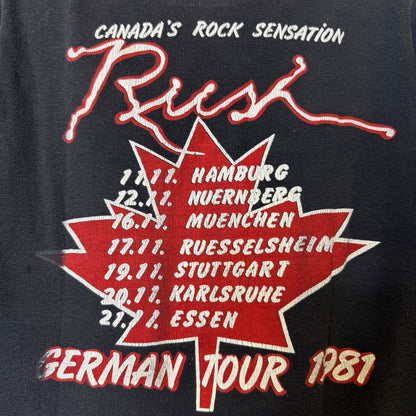 CANADA'S ROCK SENSATION
Rush
11.11. HAMBURG
12.11. NUERNBERG
16.11. MUENCHEN
17.11. RUESSELSHEIM
19.11. STUTTGART
20.11. KARLSRUHE
21.11. ESSEN
GERMAN TOUR 1981